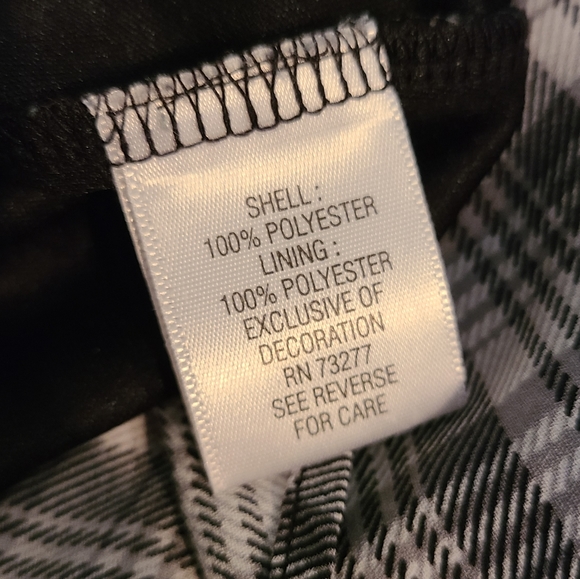 SHELL :
100% POLYESTER
LINING :
100% POLYESTER
EXCLUSIVE OF
DECORATION
RN 73277
SEE REVERSE
FOR CARE